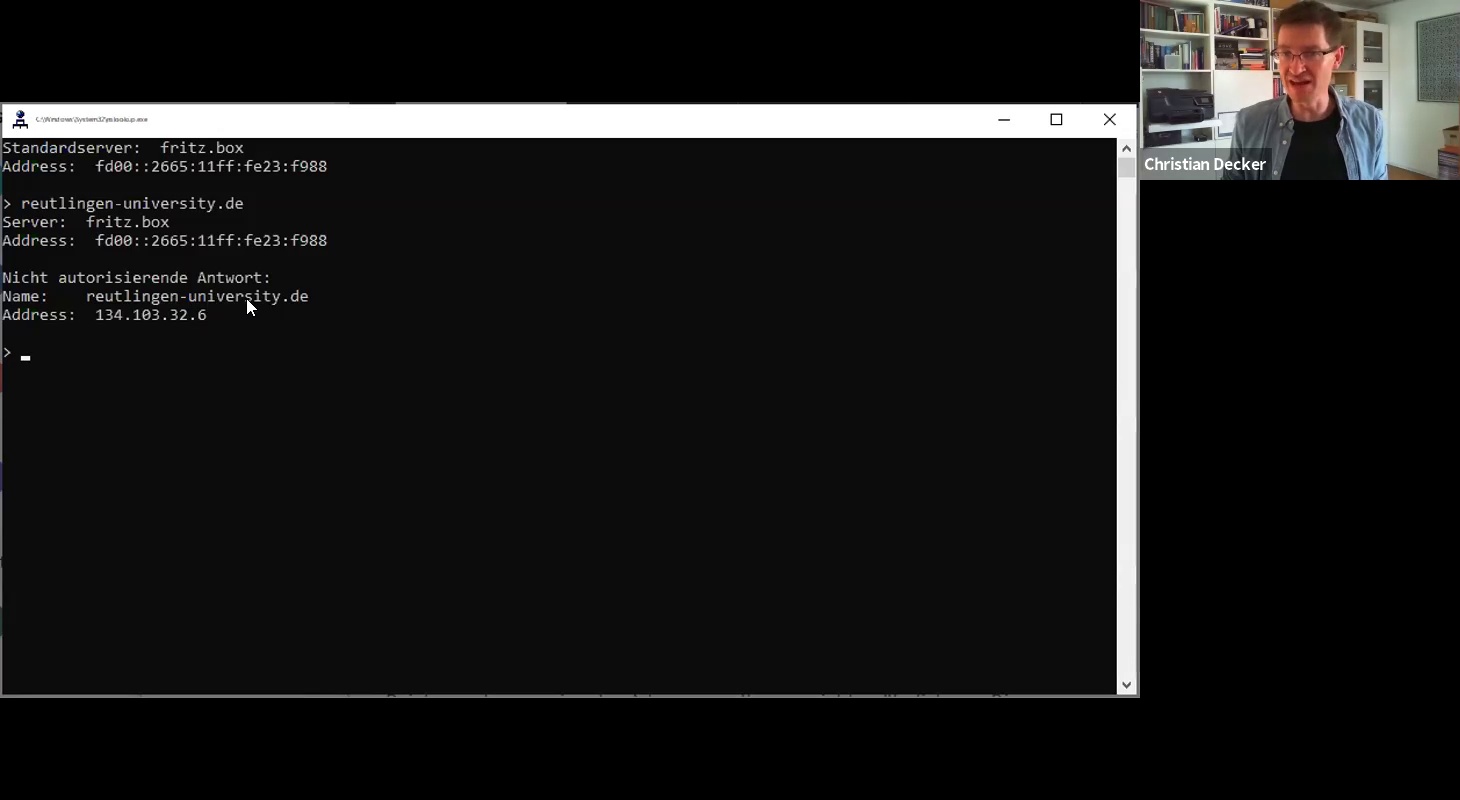 C:\Windows\System32\nslookup.exe
Standardserver:  fritz.box
Address:  fd00::2665:11ff:fe23:f988
> reutlingen-university.de
Server:  fritz.box
Address:  fd00::2665:11ff:fe23:f988
Nicht autorisierende Antwort:
Name:    reutlingen-university.de
Address:  134.103.32.6
>
Christian Decker